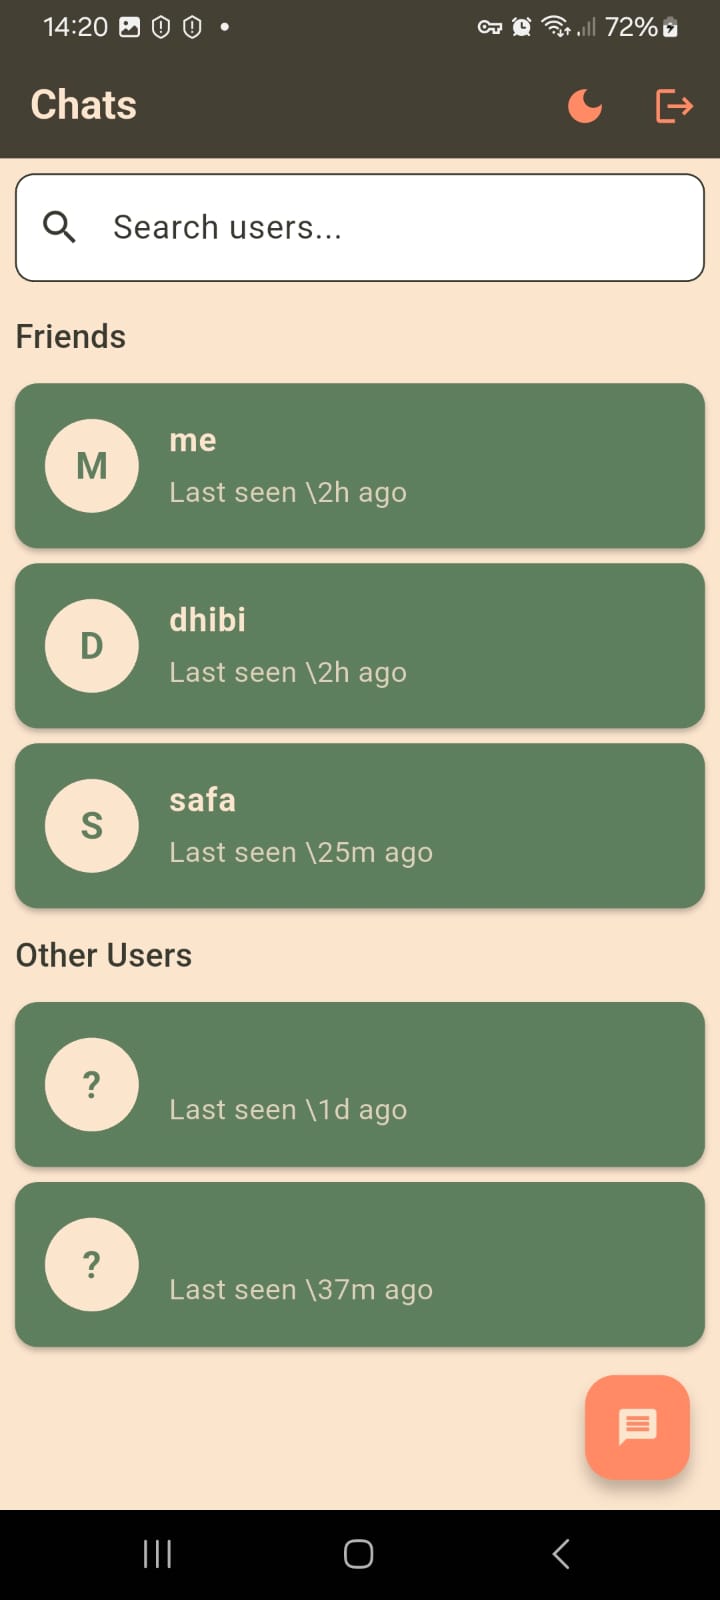 14:20
72%
Chats
Search users...
Friends
M
me
Last seen \2h ago
D
dhibi
Last seen \2h ago
S
safa
Last seen \25m ago
Other Users
?
Last seen \1d ago
?
Last seen \37m ago